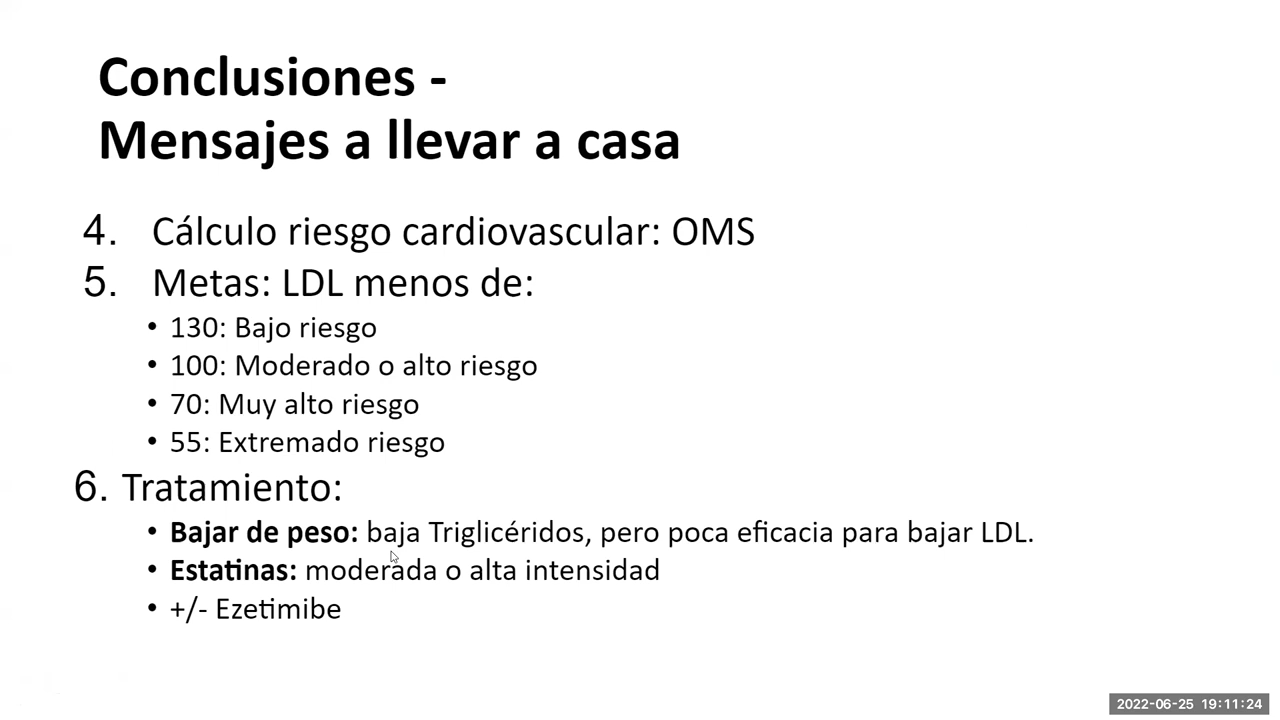 Conclusiones -
Mensajes a llevar a casa
4. Cálculo riesgo cardiovascular: OMS
5. Metas: LDL menos de:
• 130: Bajo riesgo
• 100: Moderado o alto riesgo
• 70: Muy alto riesgo
• 55: Extremado riesgo
6. Tratamiento:
• Bajar de peso: baja Triglicéridos, pero poca eficacia para bajar LDL.
• Estatinas: moderada o alta intensidad
• +/- Ezetimibe
2022-06-25 19:11:24